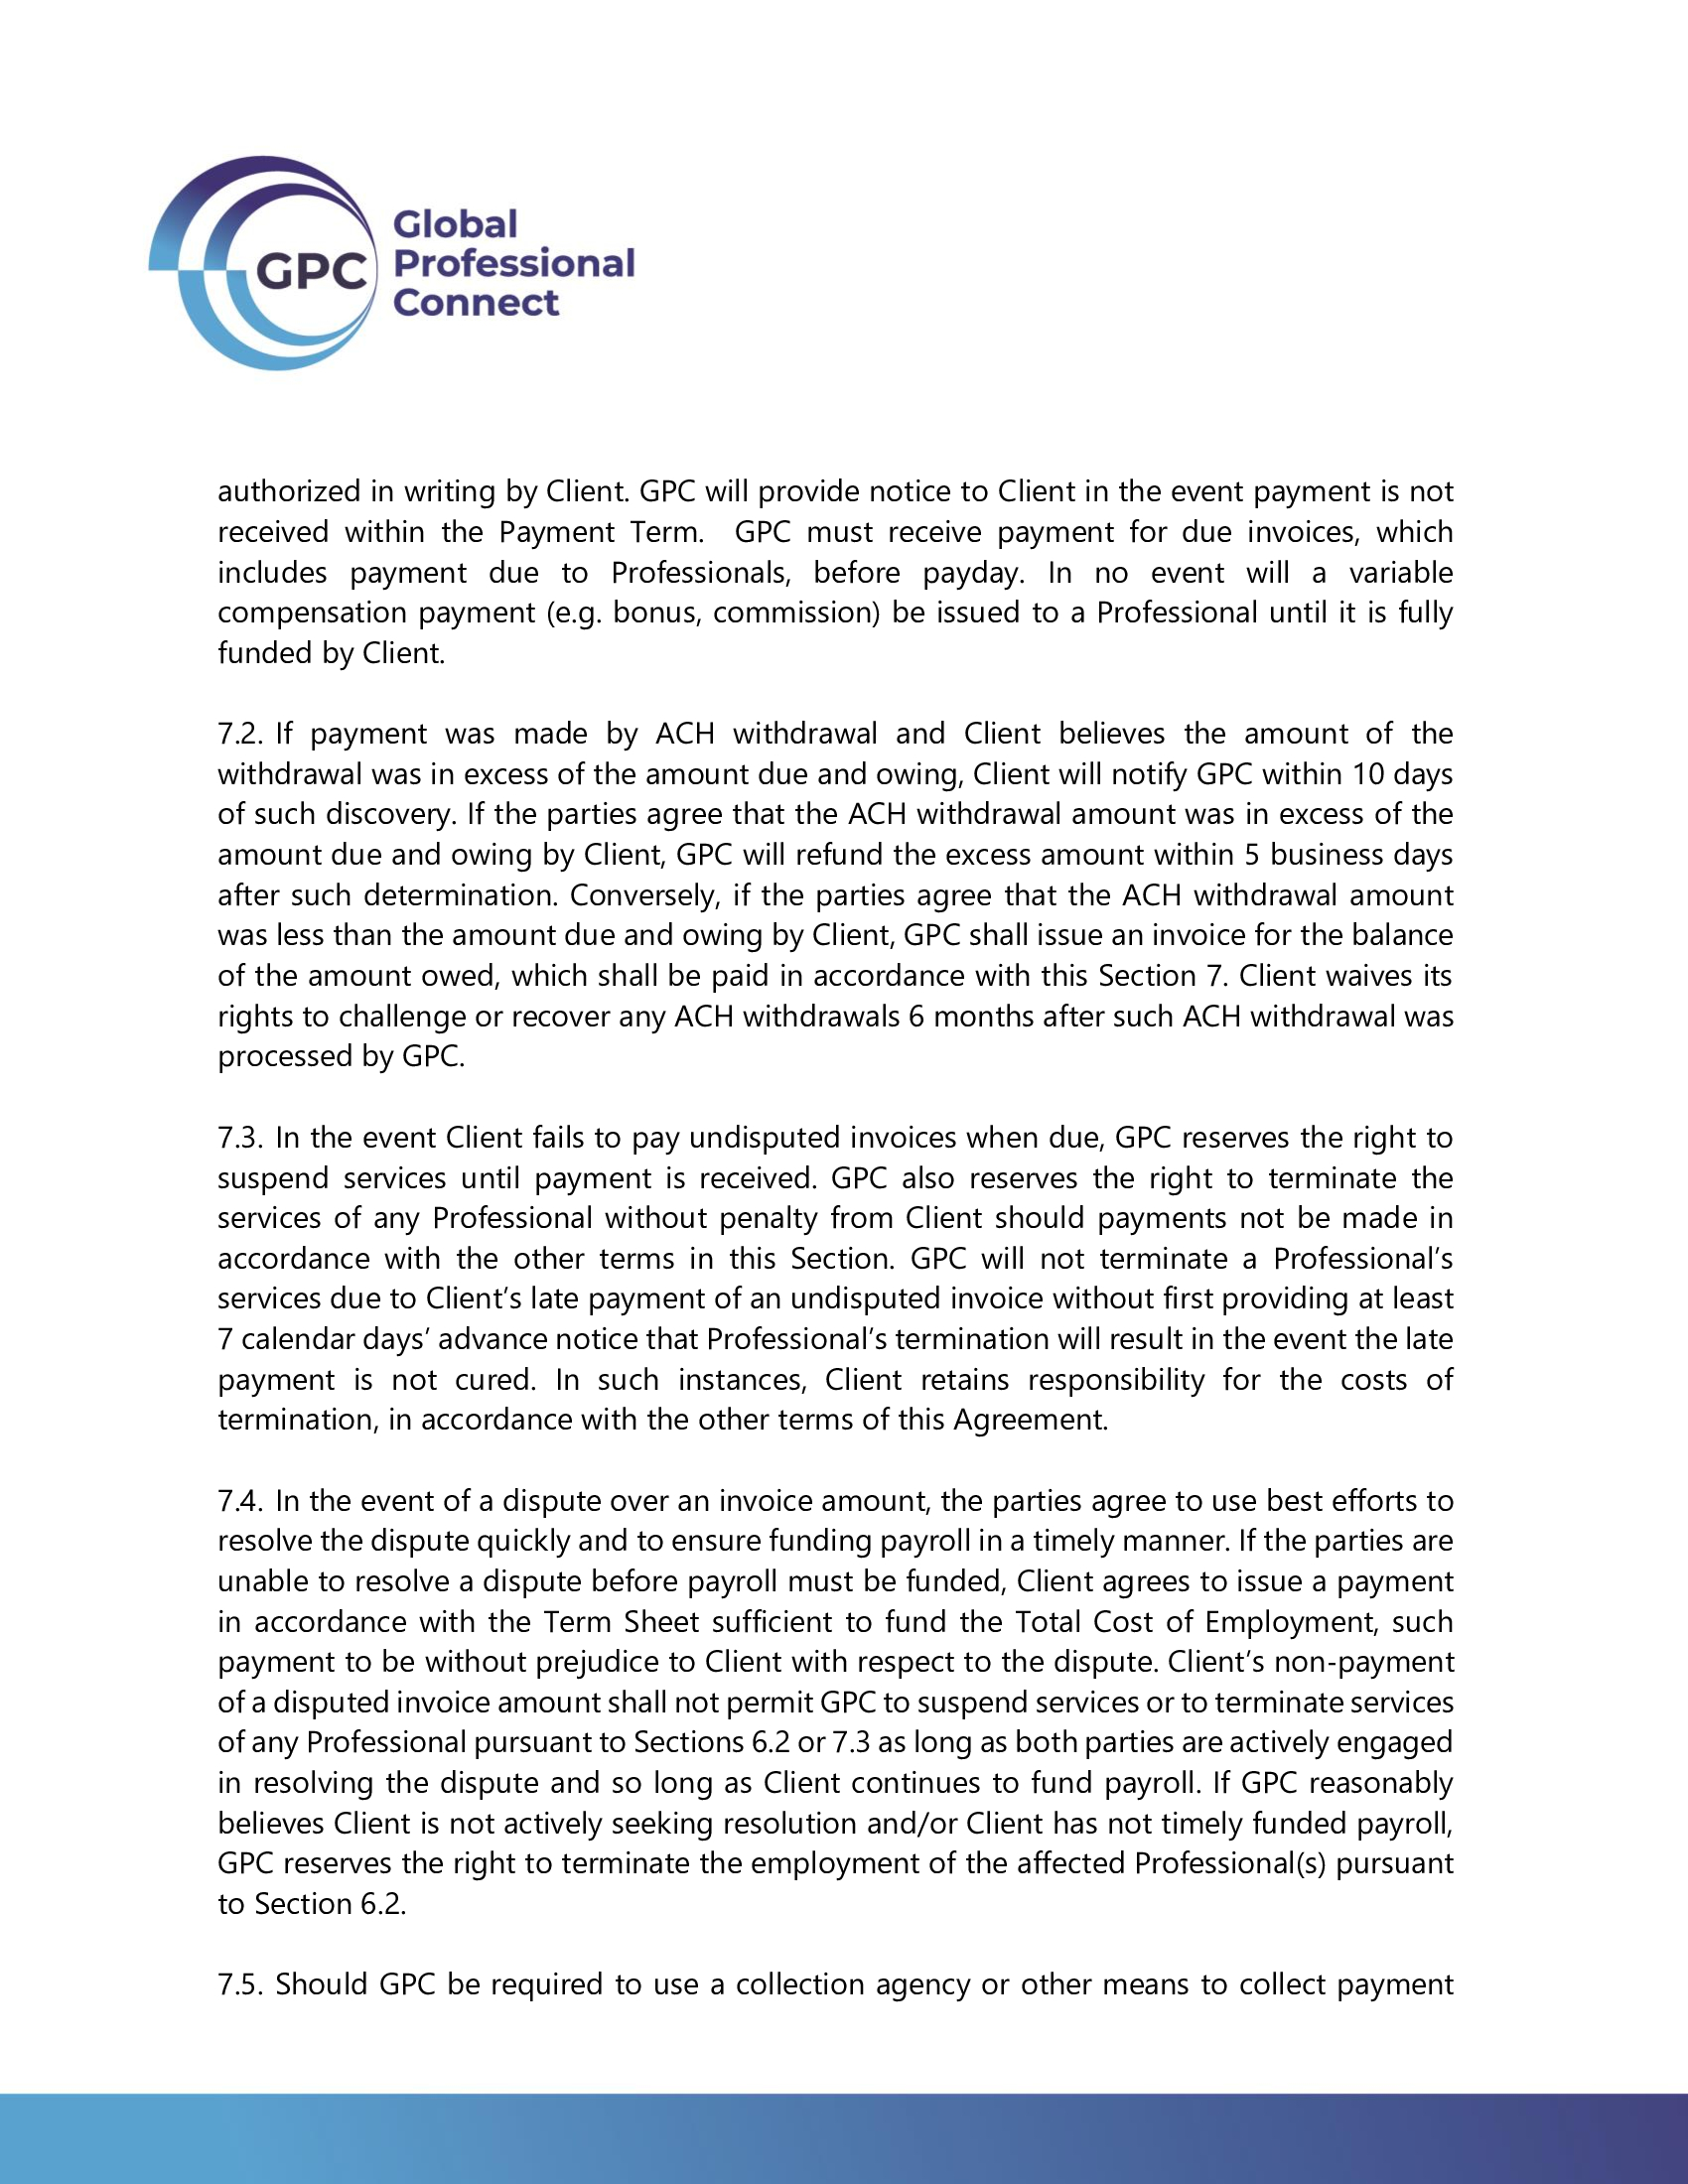 GPC
Global
Professional
Connect
authorized in writing by Client. GPC will provide notice to Client in the event payment is not
received within the Payment Term.  GPC must receive payment for due invoices, which
includes payment due to Professionals, before payday. In no event will a variable
compensation payment (e.g. bonus, commission) be issued to a Professional until it is fully
funded by Client.
7.2. If payment was made by ACH withdrawal and Client believes the amount of the
withdrawal was in excess of the amount due and owing, Client will notify GPC within 10 days
of such discovery. If the parties agree that the ACH withdrawal amount was in excess of the
amount due and owing by Client, GPC will refund the excess amount within 5 business days
after such determination. Conversely, if the parties agree that the ACH withdrawal amount
was less than the amount due and owing by Client, GPC shall issue an invoice for the balance
of the amount owed, which shall be paid in accordance with this Section 7. Client waives its
rights to challenge or recover any ACH withdrawals 6 months after such ACH withdrawal was
processed by GPC.
7.3. In the event Client fails to pay undisputed invoices when due, GPC reserves the right to
suspend services until payment is received. GPC also reserves the right to terminate the
services of any Professional without penalty from Client should payments not be made in
accordance with the other terms in this Section. GPC will not terminate a Professional’s
services due to Client’s late payment of an undisputed invoice without first providing at least
7 calendar days’ advance notice that Professional’s termination will result in the event the late
payment is not cured. In such instances, Client retains responsibility for the costs of
termination, in accordance with the other terms of this Agreement.
7.4. In the event of a dispute over an invoice amount, the parties agree to use best efforts to
resolve the dispute quickly and to ensure funding payroll in a timely manner. If the parties are
unable to resolve a dispute before payroll must be funded, Client agrees to issue a payment
in accordance with the Term Sheet sufficient to fund the Total Cost of Employment, such
payment to be without prejudice to Client with respect to the dispute. Client’s non-payment
of a disputed invoice amount shall not permit GPC to suspend services or to terminate services
of any Professional pursuant to Sections 6.2 or 7.3 as long as both parties are actively engaged
in resolving the dispute and so long as Client continues to fund payroll. If GPC reasonably
believes Client is not actively seeking resolution and/or Client has not timely funded payroll,
GPC reserves the right to terminate the employment of the affected Professional(s) pursuant
to Section 6.2.
7.5. Should GPC be required to use a collection agency or other means to collect payment